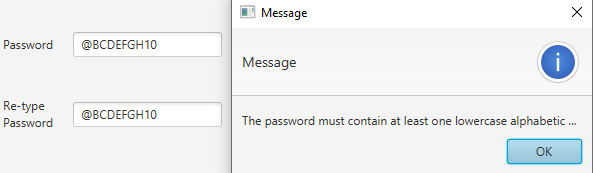 Message
Password
@BCDEFGH10
Message
Re-type
Password
@BCDEFGH10
The password must contain at least one lowercase alphabetic ...
OK